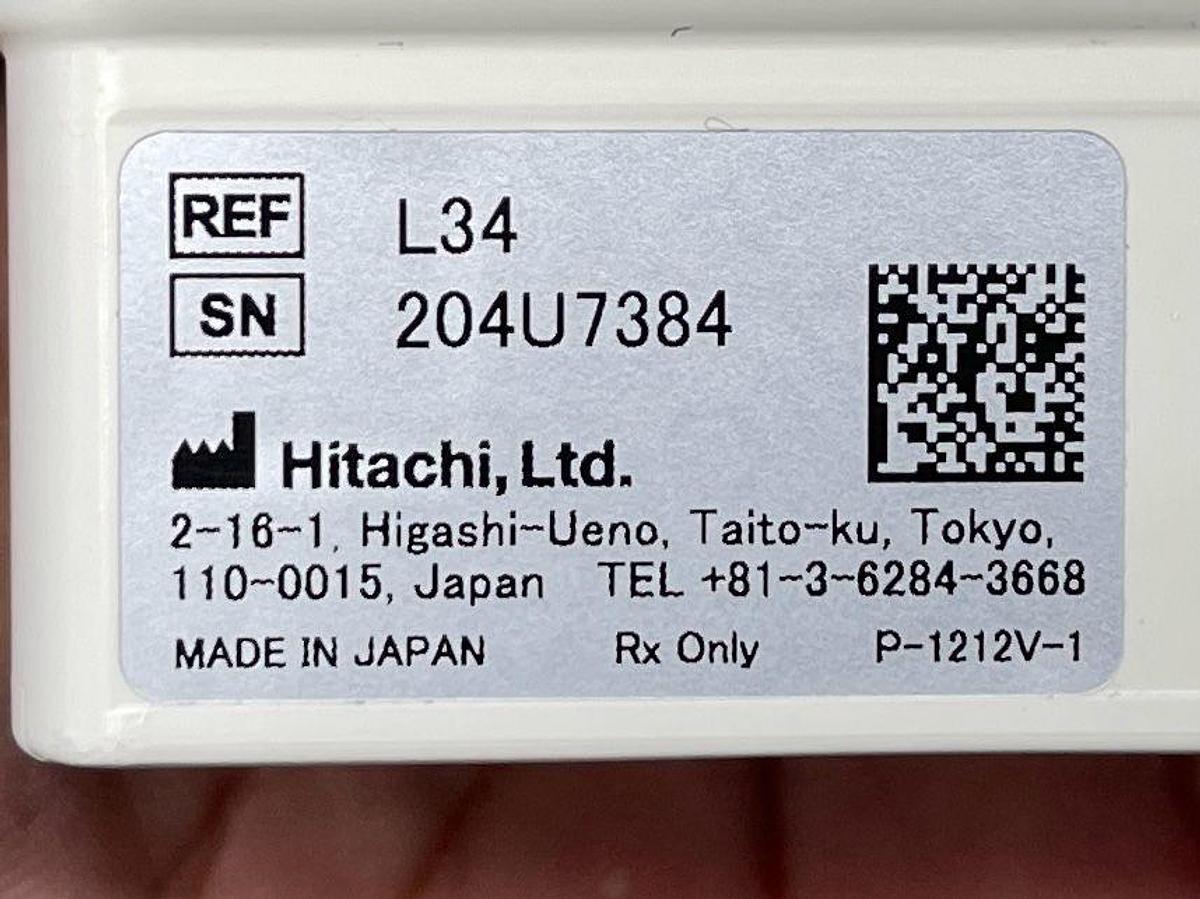 REF L34
SN 204U7384
Hitachi, Ltd.
2-16-1, Higashi-Ueno, Taito-ku, Tokyo,
110-0015, Japan TEL +81-3-6284-3668
MADE IN JAPAN Rx Only P-1212V-1